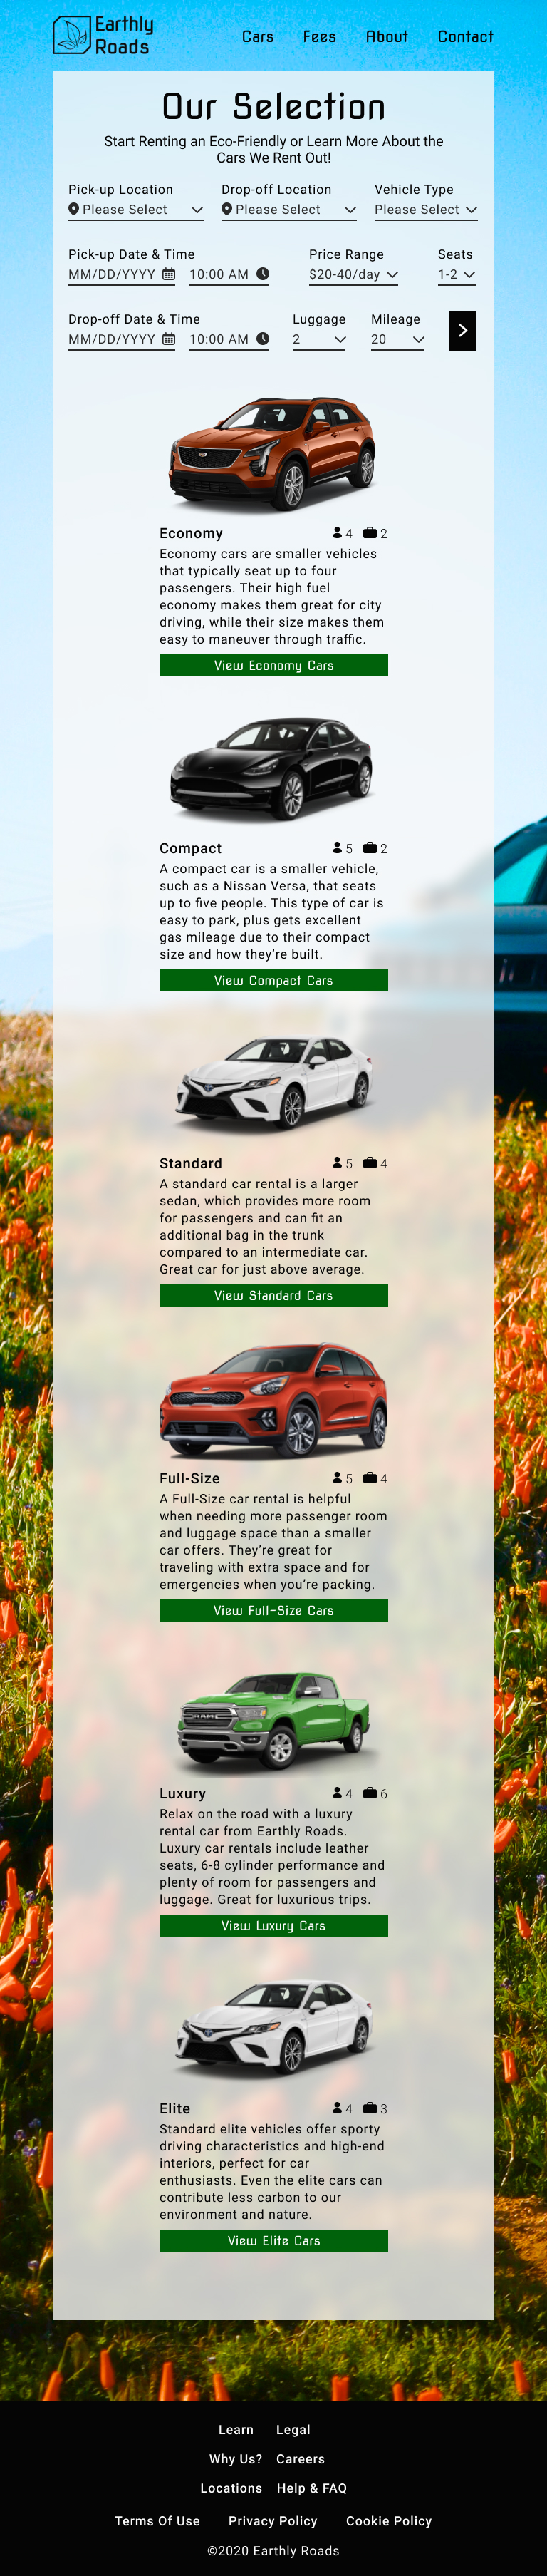 Earthly
Roads
Cars Fees About Contact
Our Selection
Start Renting an Eco-Friendly or Learn More About the
Cars We Rent Out!
Pick-up Location Drop-off Location Vehicle Type
Please Select Please Select Please Select
Pick-up Date & Time Price Range Seats
MM/DD/YYYY 10:00 AM $20-40/day 1-2
Drop-off Date & Time Luggage Mileage
MM/DD/YYYY 10:00 AM 2 20
Economy 4 2
Economy cars are smaller vehicles
that typically seat up to four
passengers. Their high fuel
economy makes them great for city
driving, while their size makes them
easy to maneuver through traffic.
View Economy Cars
Compact 5 2
A compact car is a smaller vehicle,
such as a Nissan Versa, that seats
up to five people. This type of car is
easy to park, plus gets excellent
gas mileage due to their compact
size and how they're built.
View Compact Cars
Standard 5 4
A standard car rental is a larger
sedan, which provides more room
for passengers and can fit an
additional bag in the trunk
compared to an intermediate car.
Great car for just above average.
View Standard Cars
Full-Size 5 4
A Full-Size car rental is helpful
when needing more passenger room
and luggage space than a smaller
car offers. They're great for
traveling with extra space and for
emergencies when you're packing.
View Full-Size Cars
RAM
Luxury 4 6
Relax on the road with a luxury
rental car from Earthly Roads.
Luxury car rentals include leather
seats, 6-8 cylinder performance and
plenty of room for passengers and
luggage. Great for luxurious trips.
View Luxury Cars
Elite 4 3
Standard elite vehicles offer sporty
driving characteristics and high-end
interiors, perfect for car
enthusiasts. Even the elite cars can
contribute less carbon to our
environment and nature.
View Elite Cars
Learn Legal
Why Us? Careers
Locations Help & FAQ
Terms Of Use Privacy Policy Cookie Policy
©2020 Earthly Roads